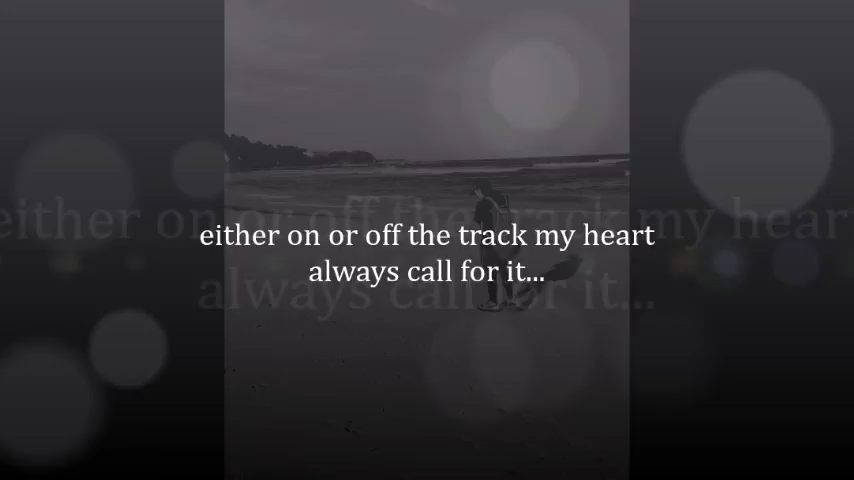 either on or off the track my heart
always call for it...